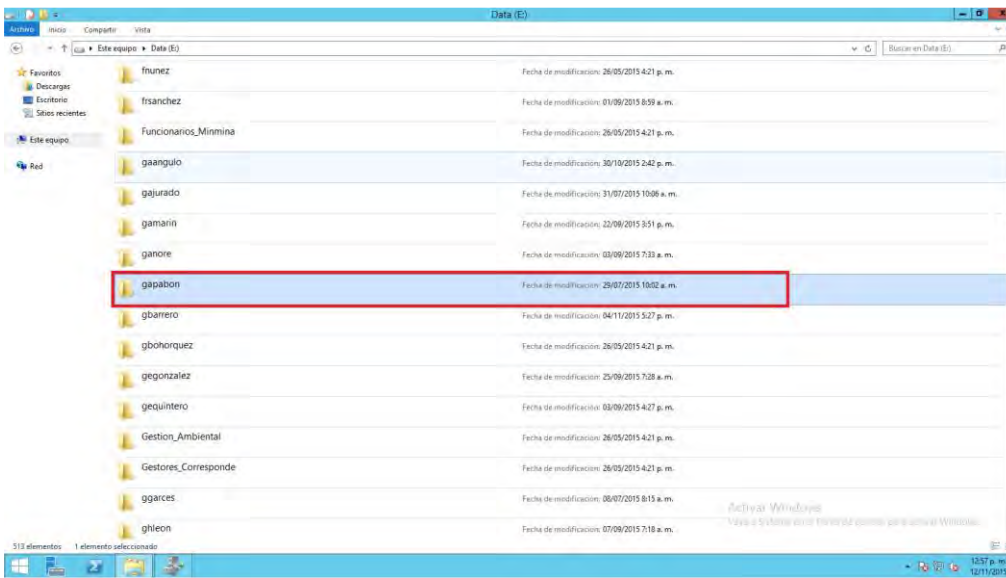 Data (E:)
Archivo Inicio Compartir Vista
Este equipo Data (E:)
Buscar en Data (E:)
Favoritos
Descargas
Escritorio
Sitios recientes
Este equipo
Red
fnunez Fecha de modificación: 26/05/2015 4:21 p. m.
frsanchez Fecha de modificación: 01/09/2015 8:59 a. m.
Funcionarios_Minmina Fecha de modificación: 26/05/2015 4:21 p. m.
gaangulo Fecha de modificación: 30/10/2015 2:42 p. m.
gajurado Fecha de modificación: 31/07/2015 10:06 a. m.
gamarin Fecha de modificación: 22/09/2015 3:51 p. m.
ganore Fecha de modificación: 03/09/2015 7:33 a. m.
gapabon Fecha de modificación: 29/07/2015 10:02 a. m.
gbarrero Fecha de modificación: 04/11/2015 5:27 p. m.
gbohorquez Fecha de modificación: 26/05/2015 4:21 p. m.
gegonzalez Fecha de modificación: 25/09/2015 7:28 a. m.
gequintero Fecha de modificación: 03/09/2015 4:27 p. m.
Gestion_Ambiental Fecha de modificación: 26/05/2015 4:21 p. m.
Gestores_Corresponde Fecha de modificación: 26/05/2015 4:21 p. m.
ggarces Fecha de modificación: 08/07/2015 8:15 a. m.
ghleon Fecha de modificación: 07/09/2015 7:18 a. m.
Activar Windows
513 elementos 1 elemento seleccionado
12:57 p. m.
12/11/2015